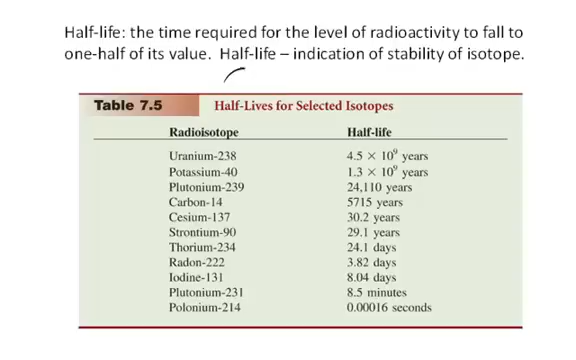 Half-life: the time required for the level of radioactivity to fall to
one-half of its value. Half-life – indication of stability of isotope.
Table 7.5 Half-Lives for Selected Isotopes
Radioisotope Half-life
Uranium-238 4.5 × 10⁹ years
Potassium-40 1.3 × 10⁹ years
Plutonium-239 24,110 years
Carbon-14 5715 years
Cesium-137 30.2 years
Strontium-90 29.1 years
Thorium-234 24.1 days
Radon-222 3.82 days
Iodine-131 8.04 days
Plutonium-231 8.5 minutes
Polonium-214 0.00016 seconds